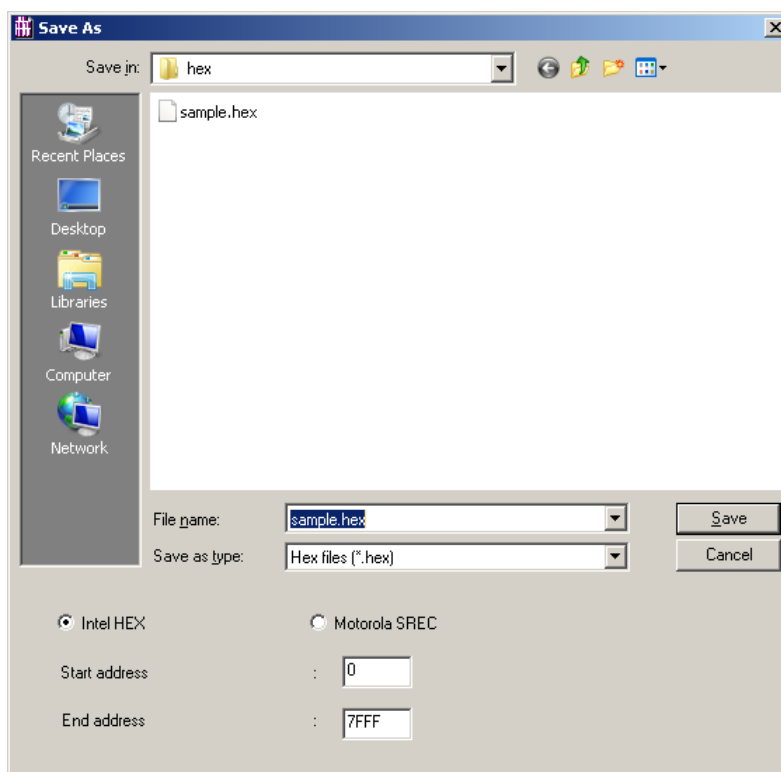 Save As
Save in: hex
sample.hex
Recent Places
Desktop
Libraries
Computer
Network
File name: sample.hex Save
Save as type: Hex files (*.hex) Cancel
Intel HEX Motorola SREC
Start address : 0
End address : 7FFF